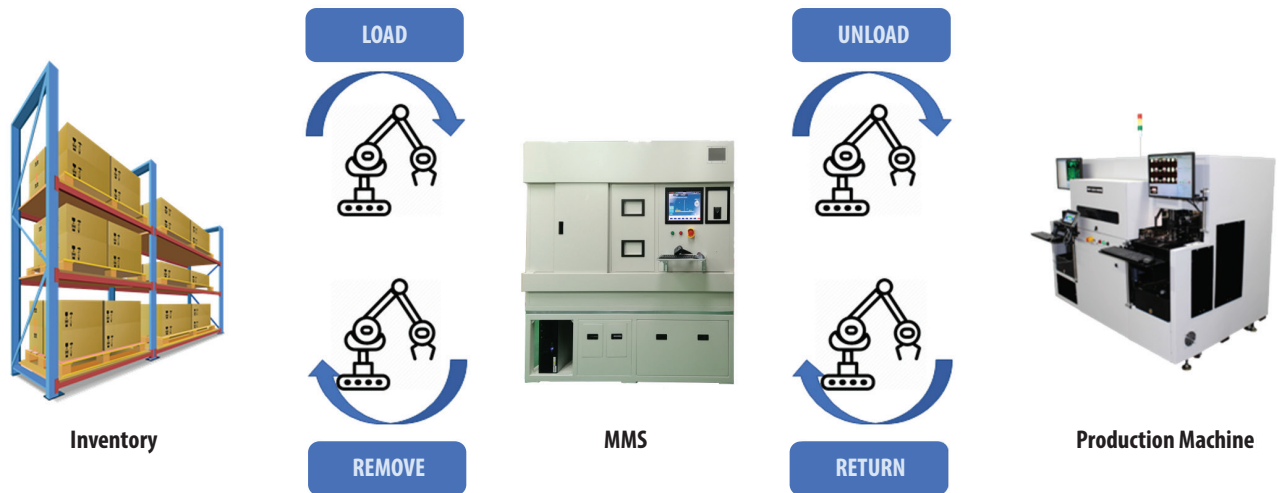 LOAD
UNLOAD
Inventory
MMS
Production Machine
REMOVE
RETURN